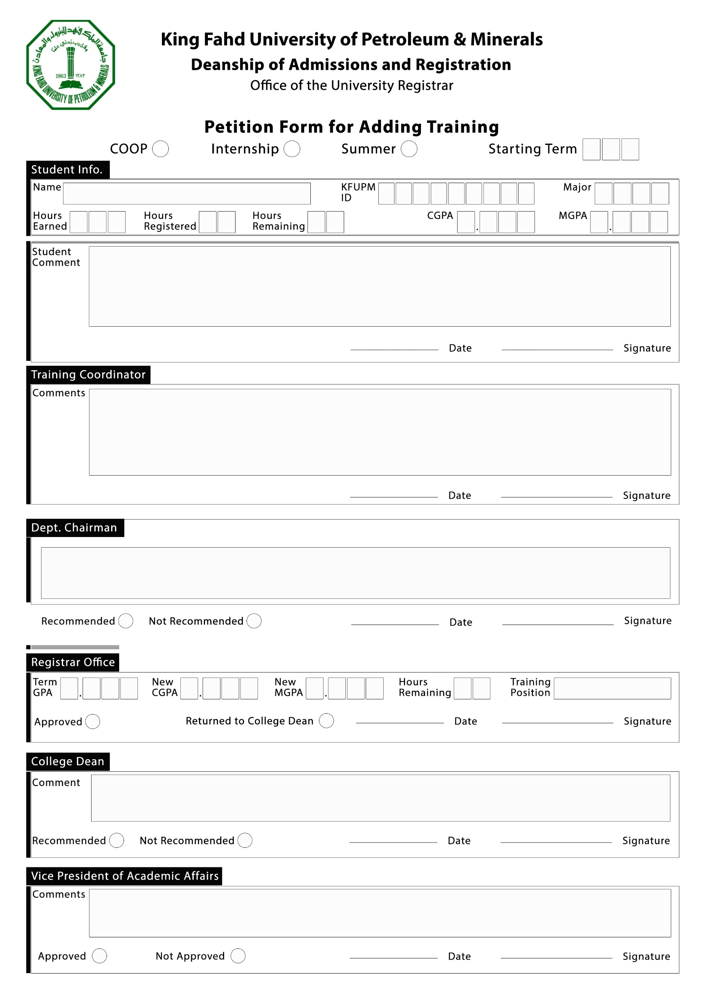 جامعة الملك فهد للبترول والمعادن
وقل رب زدني علما
1963 ١٣٨٣
KING FAHD UNIVERSITY OF PETROLEUM & MINERALS
King Fahd University of Petroleum & Minerals
Deanship of Admissions and Registration
Office of the University Registrar
Petition Form for Adding Training
COOP Internship Summer Starting Term
Student Info.
Name KFUPM ID Major
Hours Earned Hours Registered Hours Remaining CGPA . MGPA .
Student
Comment
Date Signature
Training Coordinator
Comments
Date Signature
Dept. Chairman
Recommended Not Recommended Date Signature
Registrar Office
Term GPA . New CGPA . New MGPA . Hours Remaining Training Position
Approved Returned to College Dean Date Signature
College Dean
Comment
Recommended Not Recommended Date Signature
Vice President of Academic Affairs
Comments
Approved Not Approved Date Signature